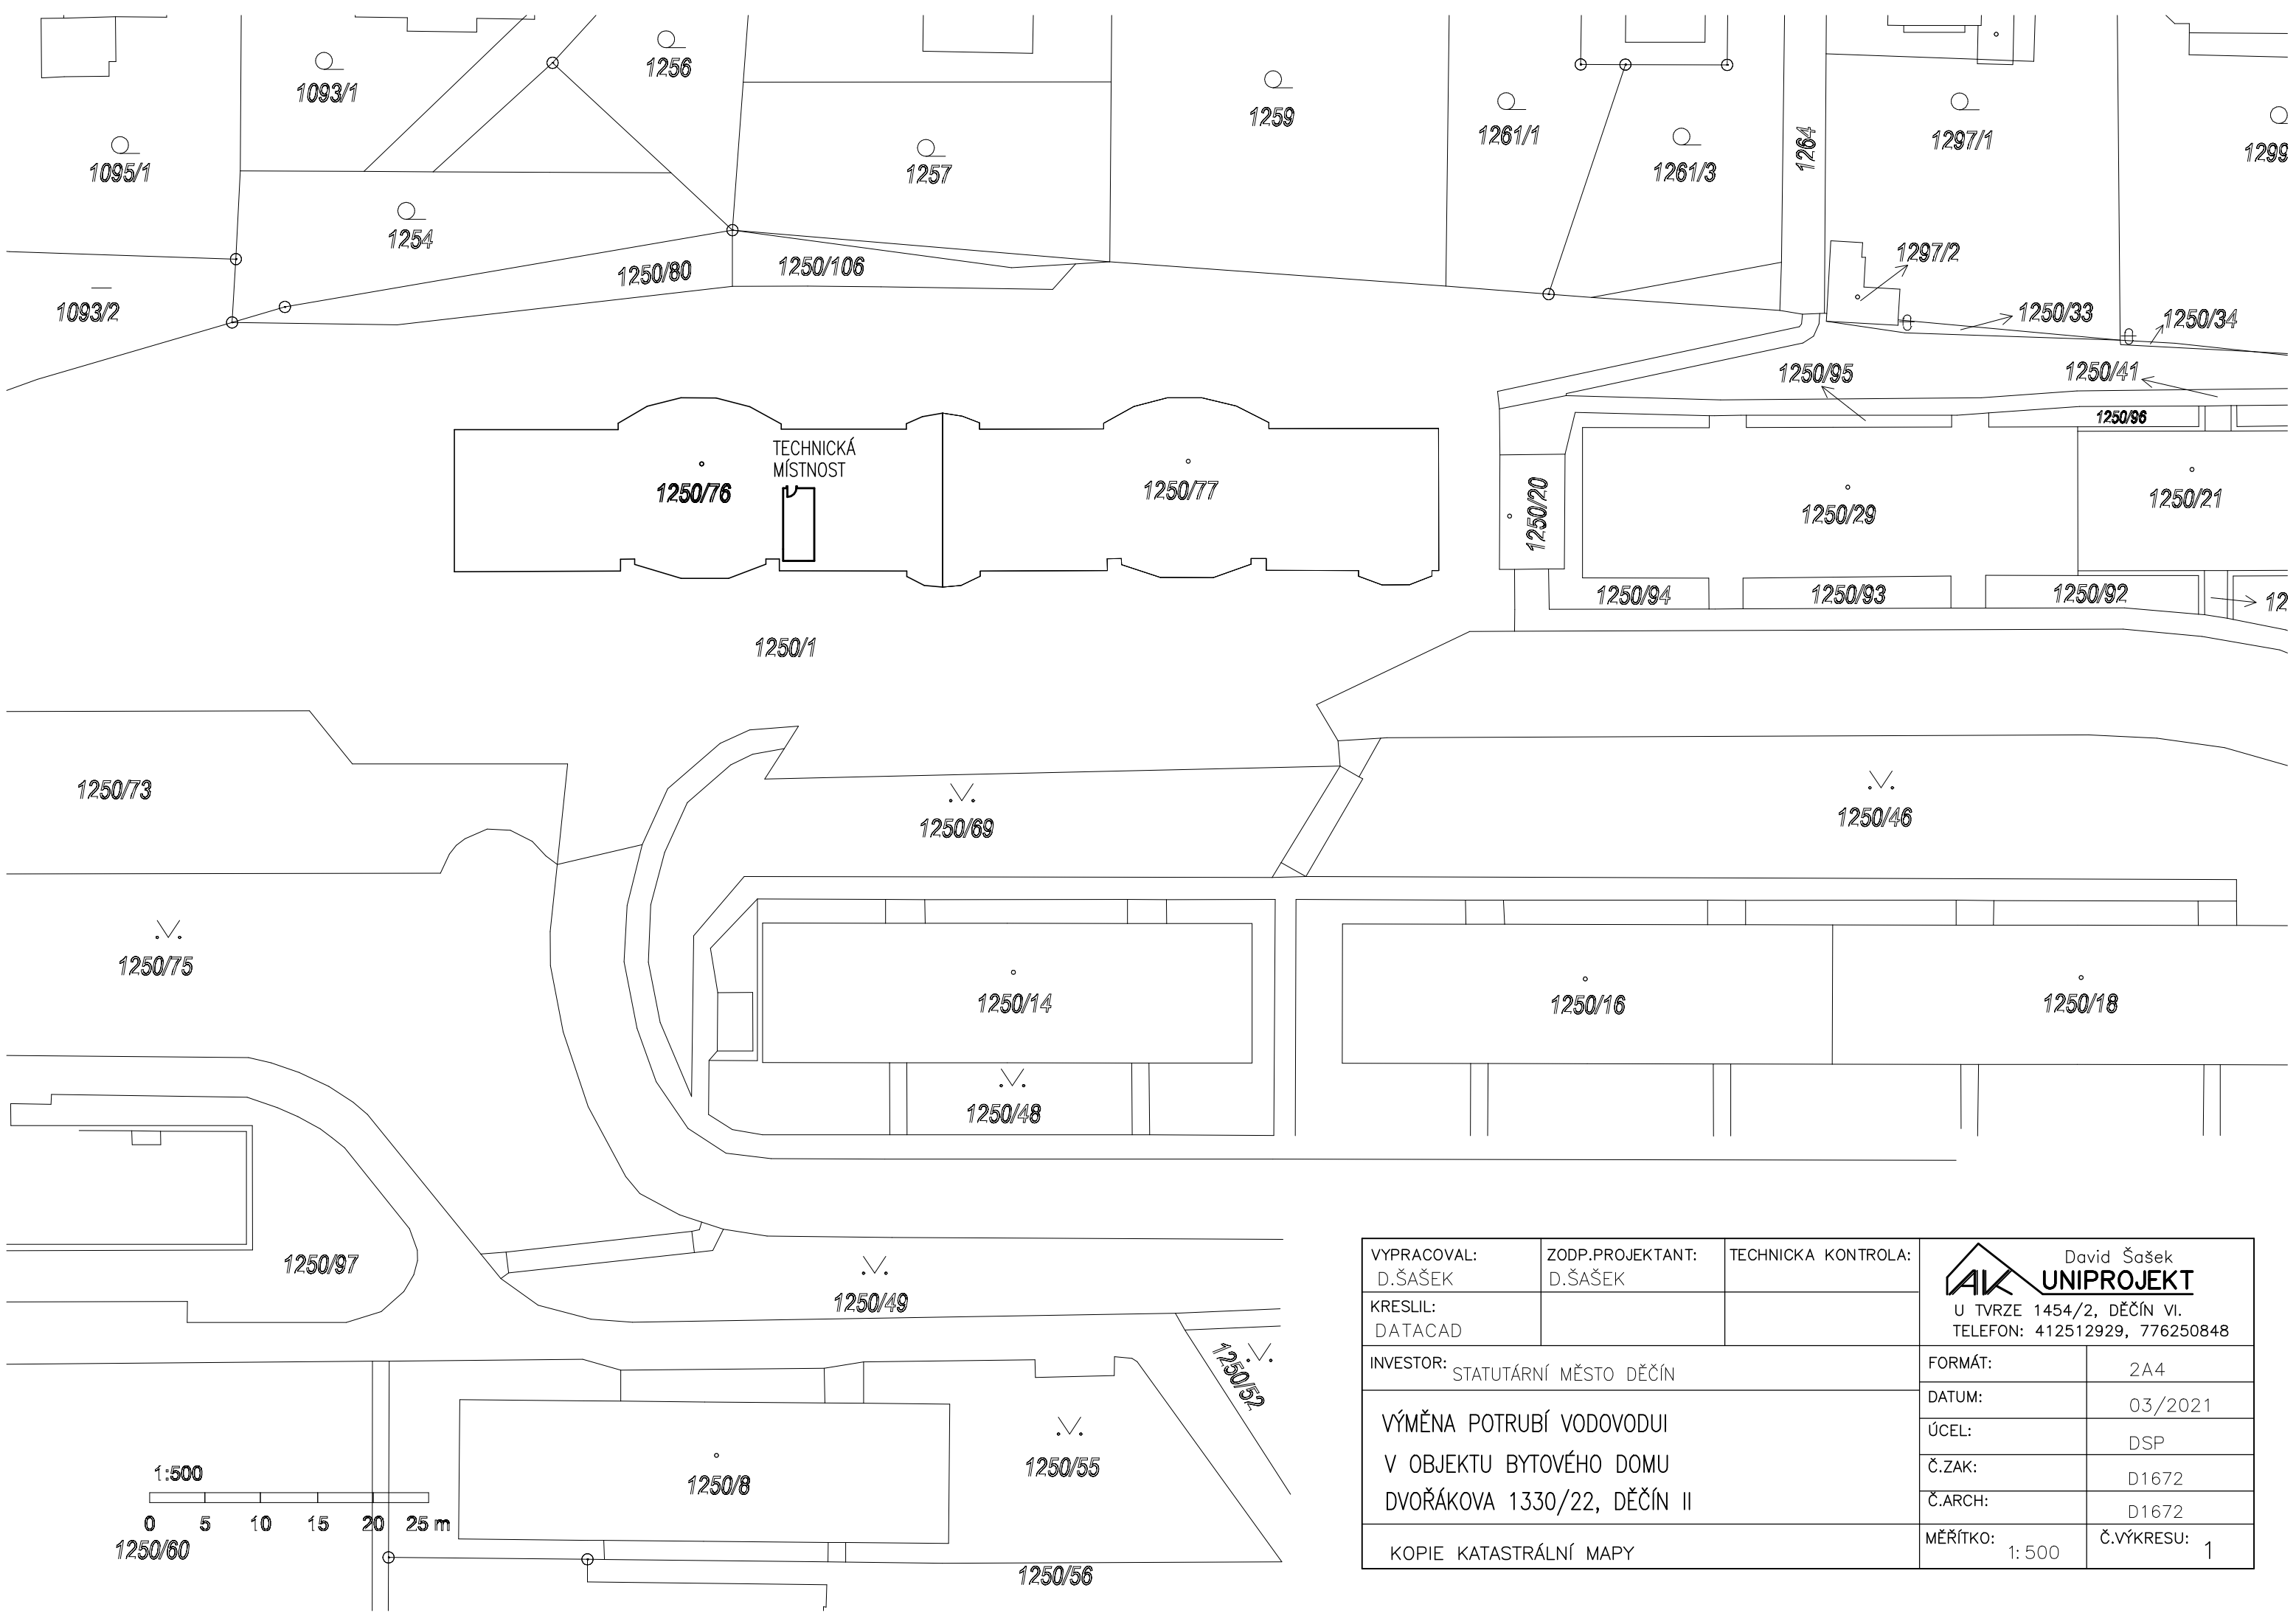 1256
1093/1
1259
1261/1
1264
1297/1
1095/1
1257
1261/3
1254
1297/2
1250/80
1250/106
1093/2
1250/33
1250/34
1250/95
1250/41
1250/96
TECHNICKÁ
MÍSTNOST
1250/76
1250/77
1250/20
1250/29
1250/21
1250/94
1250/93
1250/92
1250/1
1250/73
1250/69
1250/46
1250/75
1250/14
1250/16
1250/18
1250/48
1250/97
1250/49
1250/52
1250/55
1250/8
1:500
0 5 10 15 20 25 m
1250/60
1250/56
VYPRACOVAL:
D.ŠAŠEK
ZODP.PROJEKTANT:
D.ŠAŠEK
TECHNICKA KONTROLA:
KRESLIL:
DATACAD
AK
David Šašek
UNIPROJEKT
U TVRZE 1454/2, DĚČÍN VI.
TELEFON: 412512929, 776250848
INVESTOR: STATUTÁRNÍ MĚSTO DĚČÍN
FORMÁT: 2A4
DATUM: 03/2021
VÝMĚNA POTRUBÍ VODOVODUI
V OBJEKTU BYTOVÉHO DOMU
DVOŘÁKOVA 1330/22, DĚČÍN II
ÚČEL: DSP
Č.ZAK: D1672
Č.ARCH: D1672
KOPIE KATASTRÁLNÍ MAPY
MĚŘÍTKO: 1:500
Č.VÝKRESU: 1